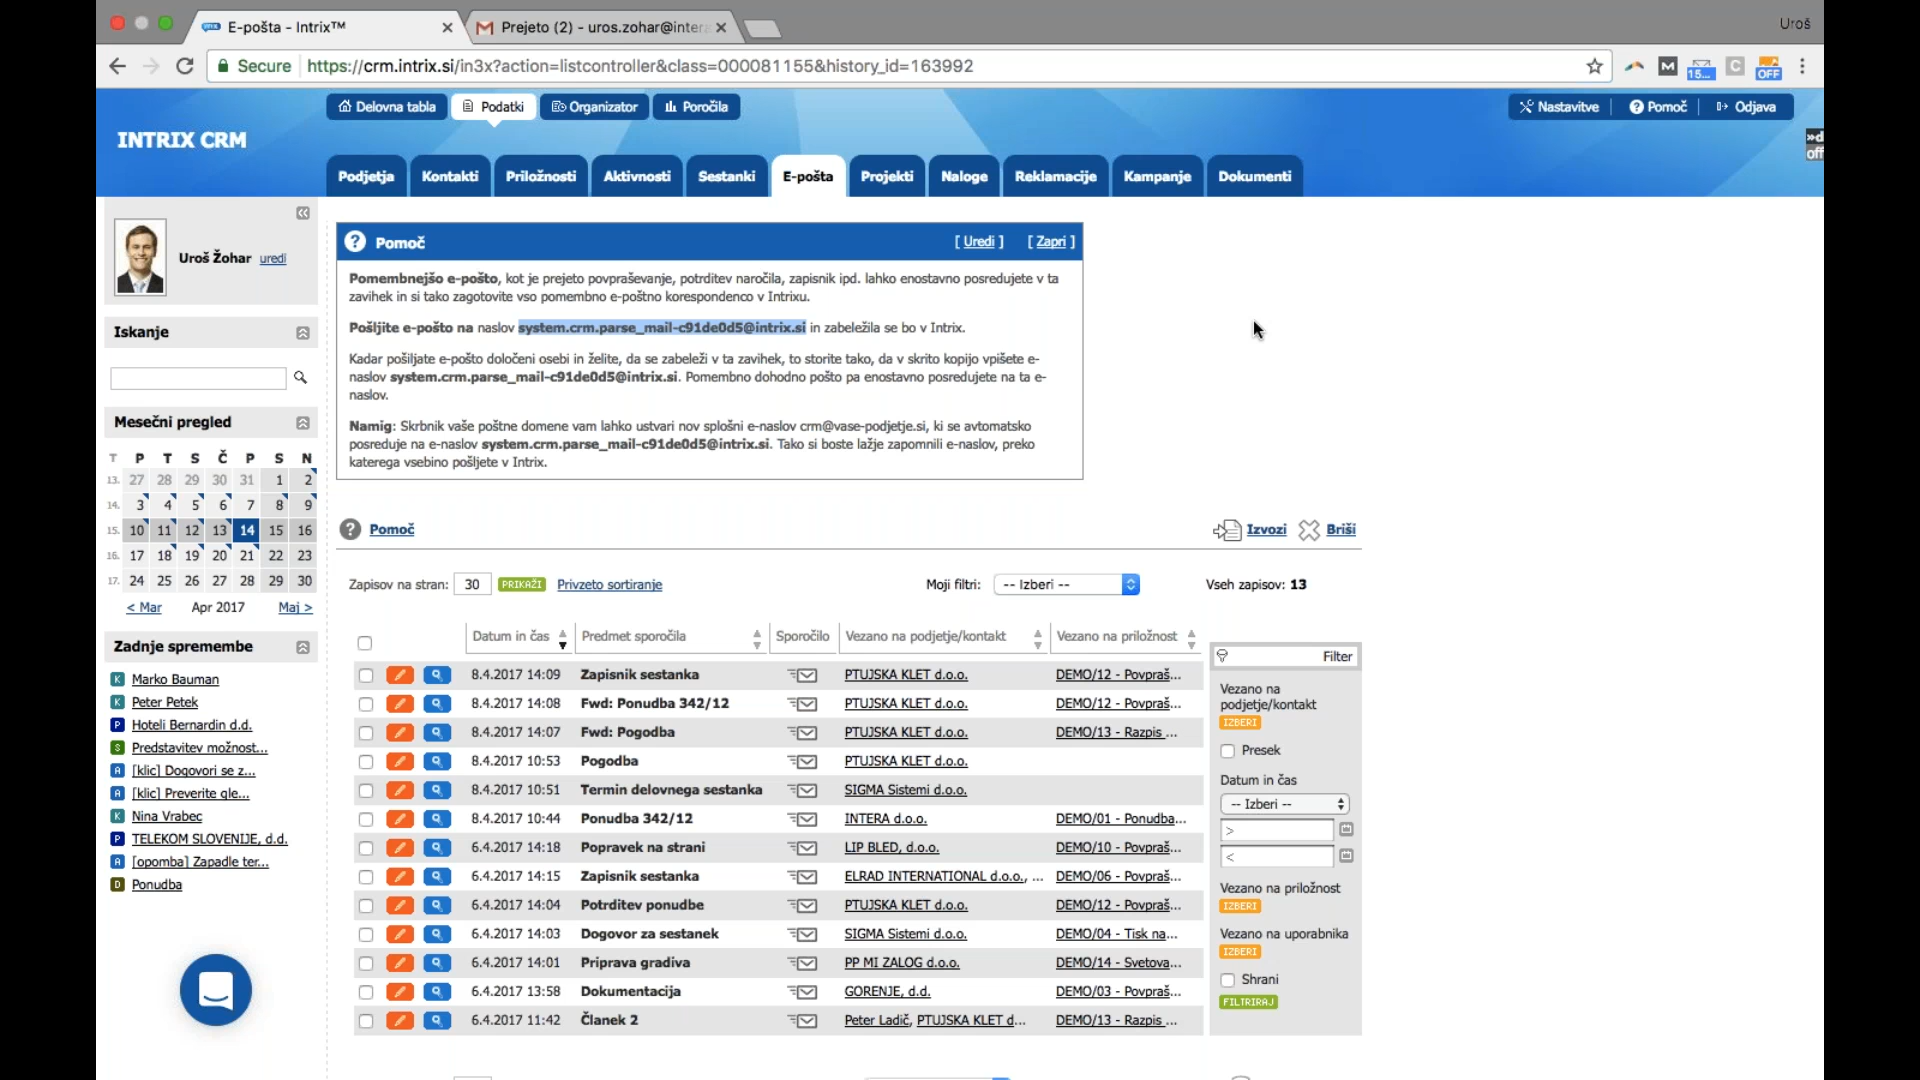 E-pošta - Intrix™
Prejeto (2) - uros.zohar@inter
Uroš
Secure
https://crm.intrix.si/in3x?action=listcontroller&class=000081155&history_id=163992
15...
C
OFF
Delovna tabla
Podatki
Organizator
Poročila
Nastavitve
Pomoč
Odjava
»d
off
INTRIX CRM
Podjetja
Kontakti
Priložnosti
Aktivnosti
Sestanki
E-pošta
Projekti
Naloge
Reklamacije
Kampanje
Dokumenti
Uroš Žohar uredi
Iskanje
Mesečni pregled
T P T S Č P S N
13. 27 28 29 30 31 1 2
14. 3 4 5 6 7 8 9
15. 10 11 12 13 14 15 16
16. 17 18 19 20 21 22 23
17. 24 25 26 27 28 29 30
< Mar Apr 2017 Maj >
Zadnje spremembe
K Marko Bauman
K Peter Petek
P Hoteli Bernardin d.d.
S Predstavitev možnost...
A [klic] Dogovori se z...
A [klic] Preverite gle...
K Nina Vrabec
P TELEKOM SLOVENIJE, d.d.
A [opomba] Zapadle ter...
D Ponudba
? Pomoč [ Uredi ] [ Zapri ]
Pomembnejšo e-pošto, kot je prejeto povpraševanje, potrditev naročila, zapisnik ipd. lahko enostavno posredujete v ta
zavihek in si tako zagotovite vso pomembno e-poštno korespondenco v Intrixu.
Pošljite e-pošto na naslov system.crm.parse_mail-c91de0d5@intrix.si in zabeležila se bo v Intrix.
Kadar pošiljate e-pošto določeni osebi in želite, da se zabeleži v ta zavihek, to storite tako, da v skrito kopijo vpišete e-
naslov system.crm.parse_mail-c91de0d5@intrix.si. Pomembno dohodno pošto pa enostavno posredujete na ta e-
naslov.
Namig: Skrbnik vaše poštne domene vam lahko ustvari nov splošni e-naslov crm@vase-podjetje.si, ki se avtomatsko
posreduje na e-naslov system.crm.parse_mail-c91de0d5@intrix.si. Tako si boste lažje zapomnili e-naslov, preko
katerega vsebino pošljete v Intrix.
? Pomoč
Izvozi
Briši
Zapisov na stran: 30 PRIKAŽI Privzeto sortiranje
Moji filtri: -- Izberi --
Vseh zapisov: 13
Datum in čas Predmet sporočila Sporočilo Vezano na podjetje/kontakt Vezano na priložnost
8.4.2017 14:09 Zapisnik sestanka PTUJSKA KLET d.o.o. DEMO/12 - Povpraš...
8.4.2017 14:08 Fwd: Ponudba 342/12 PTUJSKA KLET d.o.o. DEMO/12 - Povpraš...
8.4.2017 14:07 Fwd: Pogodba PTUJSKA KLET d.o.o. DEMO/13 - Razpis ...
8.4.2017 10:53 Pogodba PTUJSKA KLET d.o.o.
8.4.2017 10:51 Termin delovnega sestanka SIGMA Sistemi d.o.o.
8.4.2017 10:44 Ponudba 342/12 INTERA d.o.o. DEMO/01 - Ponudba...
6.4.2017 14:18 Popravek na strani LIP BLED, d.o.o. DEMO/10 - Povpraš...
6.4.2017 14:15 Zapisnik sestanka ELRAD INTERNATIONAL d.o.o., ... DEMO/06 - Povpraš...
6.4.2017 14:04 Potrditev ponudbe PTUJSKA KLET d.o.o. DEMO/12 - Povpraš...
6.4.2017 14:03 Dogovor za sestanek SIGMA Sistemi d.o.o. DEMO/04 - Tisk na...
6.4.2017 14:01 Priprava gradiva PP MI ZALOG d.o.o. DEMO/14 - Svetova...
6.4.2017 13:58 Dokumentacija GORENJE, d.d. DEMO/03 - Povpraš...
6.4.2017 11:42 Članek 2 Peter Ladič, PTUJSKA KLET d... DEMO/13 - Razpis ...
Filter
Vezano na
podjetje/kontakt
IZBERI
Presek
Datum in čas
-- Izberi --
>
<
Vezano na priložnost
IZBERI
Vezano na uporabnika
IZBERI
Shrani
FILTRIRAJ